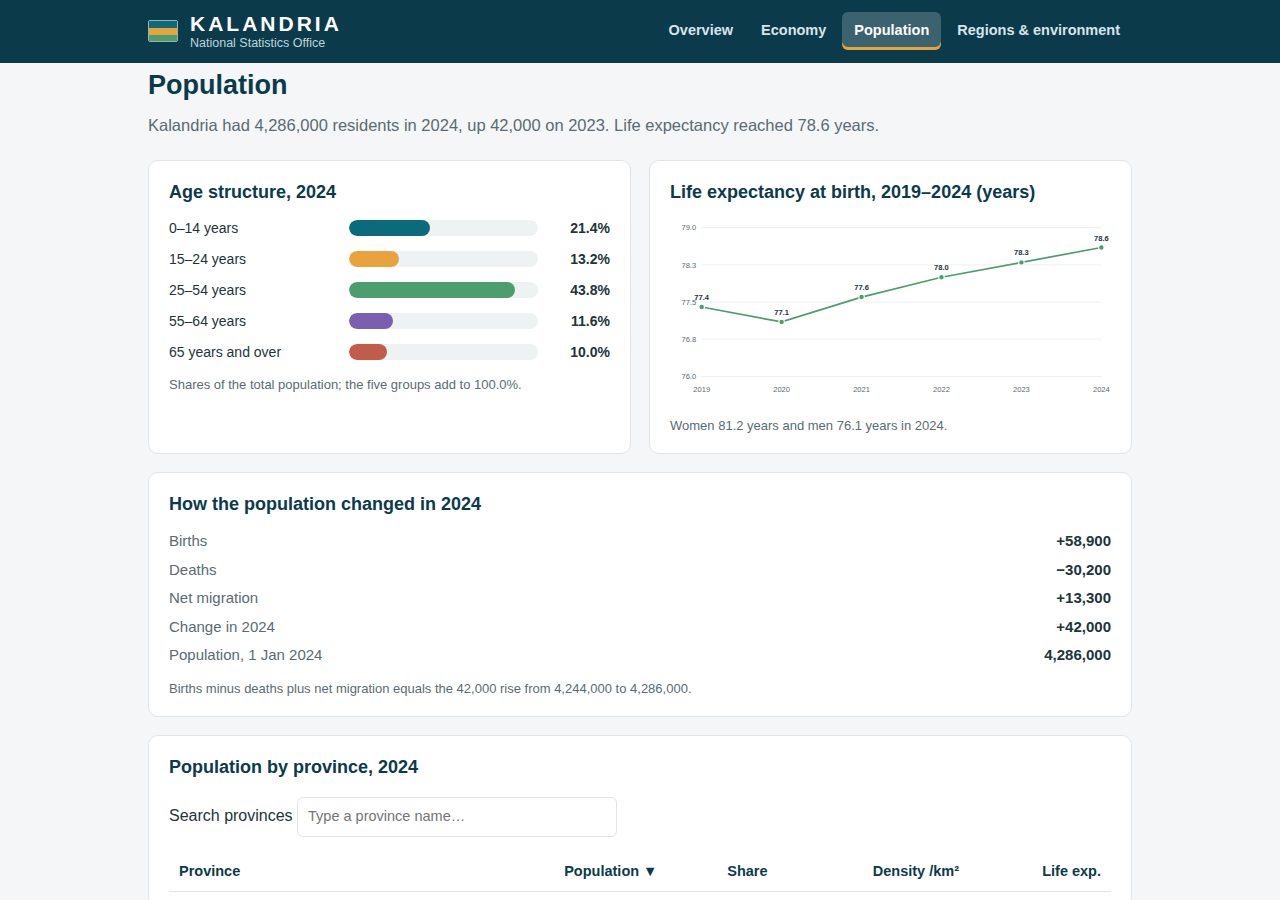 KALANDRIA
National Statistics Office
Overview Economy Population Regions & environment
Population
Kalandria had 4,286,000 residents in 2024, up 42,000 on 2023. Life expectancy reached 78.6 years.
Age structure, 2024
0–14 years 21.4%
15–24 years 13.2%
25–54 years 43.8%
55–64 years 11.6%
65 years and over 10.0%
Shares of the total population; the five groups add to 100.0%.
Life expectancy at birth, 2019–2024 (years)
79.0
78.3
77.5
76.8
76.0
77.4 77.1 77.6 78.0 78.3 78.6
2019 2020 2021 2022 2023 2024
Women 81.2 years and men 76.1 years in 2024.
How the population changed in 2024
Births +58,900
Deaths −30,200
Net migration +13,300
Change in 2024 +42,000
Population, 1 Jan 2024 4,286,000
Births minus deaths plus net migration equals the 42,000 rise from 4,244,000 to 4,286,000.
Population by province, 2024
Search provinces Type a province name…
Province Population ▼ Share Density /km² Life exp.